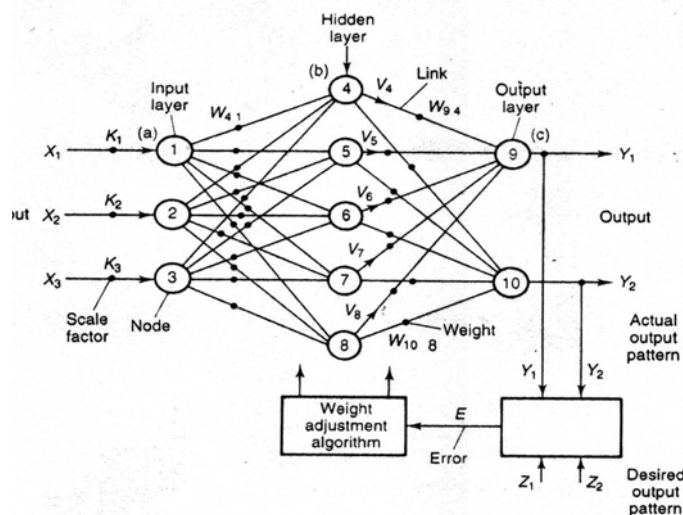 Hidden
layer
(b)
4
V4
Link
Input
layer
W4 1
W9 4
Output
layer
K1
(a)
(c)
X1
1
5
V5
9
Y1
K2
V6
X2
2
6
Output
K3
V7
X3
3
7
10
Y2
Scale
factor
Node
V8
8
Weight
W10 8
Actual
output
pattern
Y1
Y2
Weight
adjustment
algorithm
E
Error
Z1
Z2
Desired
output
pattern